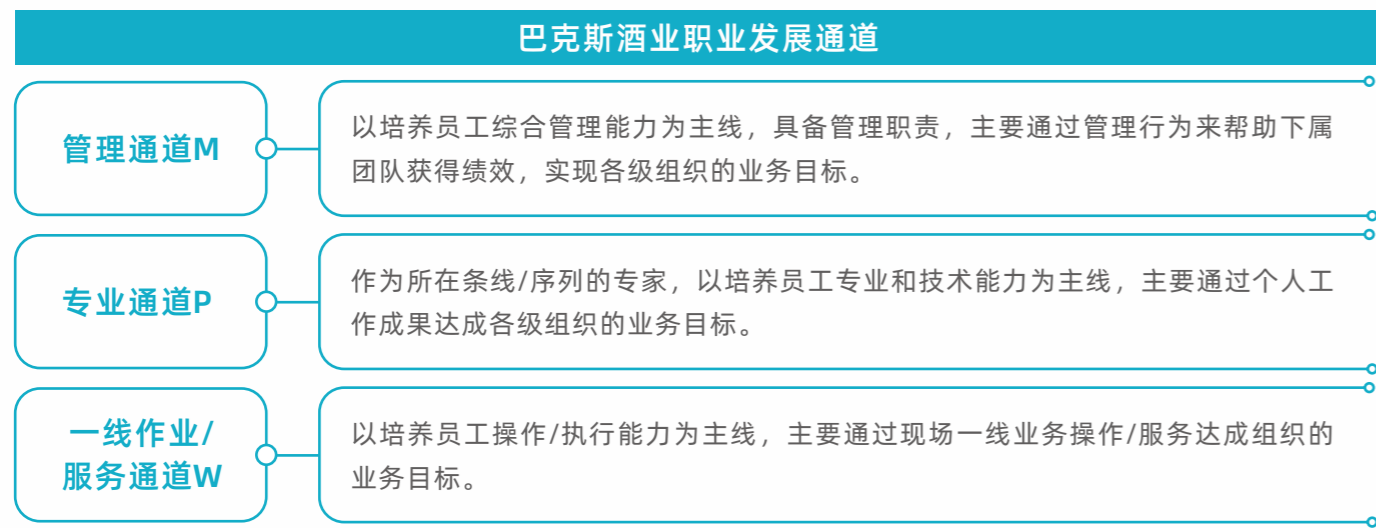 巴克斯酒业职业发展通道
管理通道M
以培养员工综合管理能力为主线，具备管理职责，主要通过管理行为来帮助下属
团队获得绩效，实现各级组织的业务目标。
专业通道P
作为所在条线/序列的专家，以培养员工专业和技术能力为主线，主要通过个人工
作成果达成各级组织的业务目标。
一线作业/
服务通道W
以培养员工操作/执行能力为主线，主要通过现场一线业务操作/服务达成组织的
业务目标。